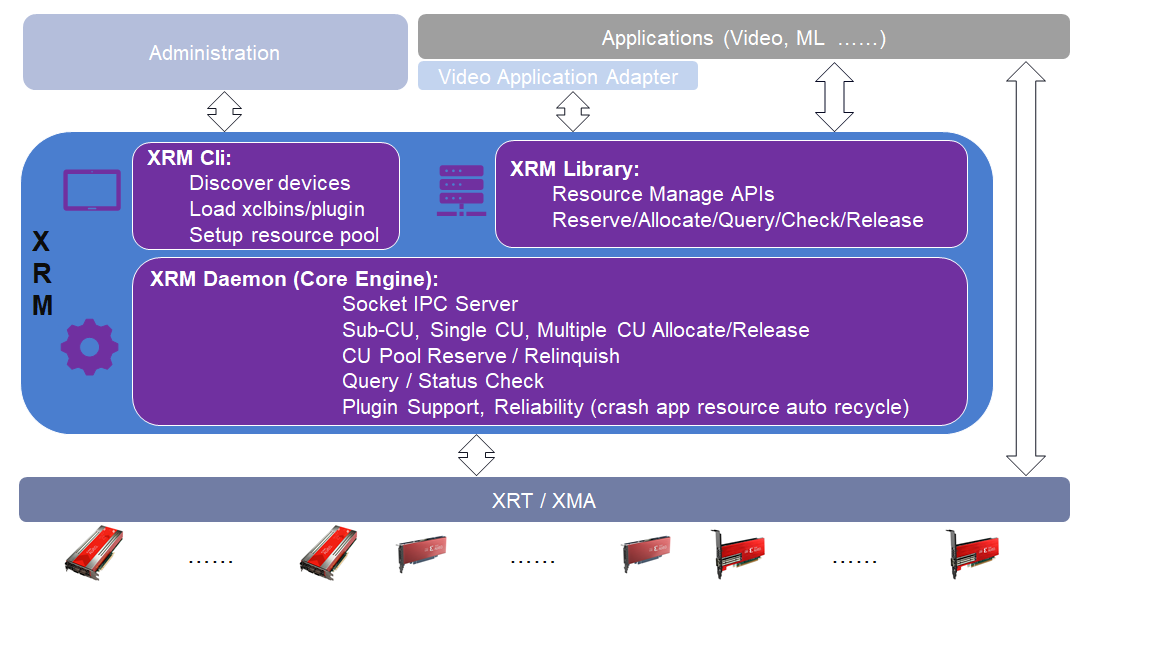 Administration
Applications (Video, ML ……)
Video Application Adapter
XRM Cli:
Discover devices
Load xclbins/plugin
Setup resource pool
XRM Library:
Resource Manage APIs
Reserve/Allocate/Query/Check/Release
X
R
M
XRM Daemon (Core Engine):
Socket IPC Server
Sub-CU, Single CU, Multiple CU Allocate/Release
CU Pool Reserve / Relinquish
Query / Status Check
Plugin Support, Reliability (crash app resource auto recycle)
XRT / XMA
…… …… ……